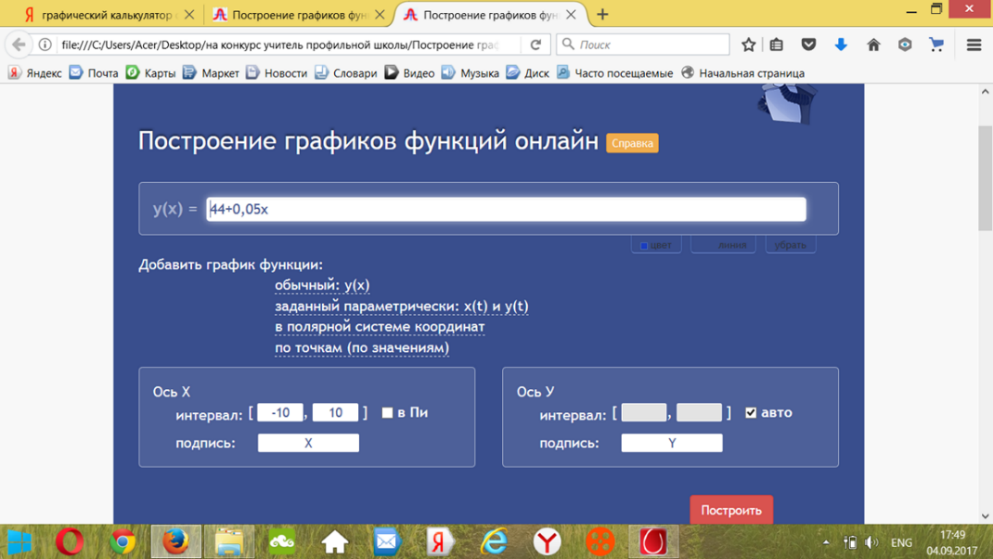 графический калькулятор
Построение графиков фун
Построение графиков фун
file:///C:/Users/Acer/Desktop/на конкурс учитель профильной школы/Построение гра
Поиск
Яндекс Почта Карты Маркет Новости Словари Видео Музыка Диск Часто посещаемые Начальная страница
Построение графиков функций онлайн Справка
y(x) = 44+0,05x
цвет линия убрать
Добавить график функции:
обычный: y(x)
заданный параметрически: x(t) и y(t)
в полярной системе координат
по точкам (по значениям)
Ось X
интервал: [ -10 , 10 ] в Пи
подпись: X
Ось Y
интервал: [ , ] авто
подпись: Y
Построить
ENG
17:49
04.09.2017